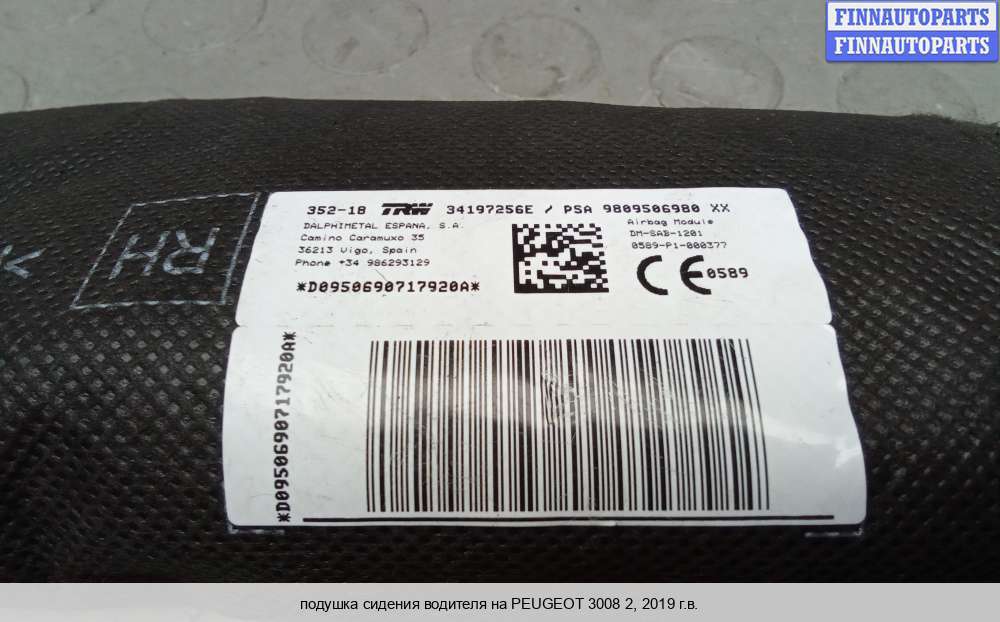 FINNAUTOPARTS
FINNAUTOPARTS
352-18 TRW 34197256E / PSA 9809506980 XX
DALPHIMETAL ESPANA, S.A.
Camino Caramuxo 35
36213 Vigo, Spain
Phone +34 986293129
*D0950690717920A*
Airbag Module
DM-SAB-1201
0589-P1-000377
CE 0589
RH
*D0950690717920A*
подушка сидения водителя на PEUGEOT 3008 2, 2019 г.в.